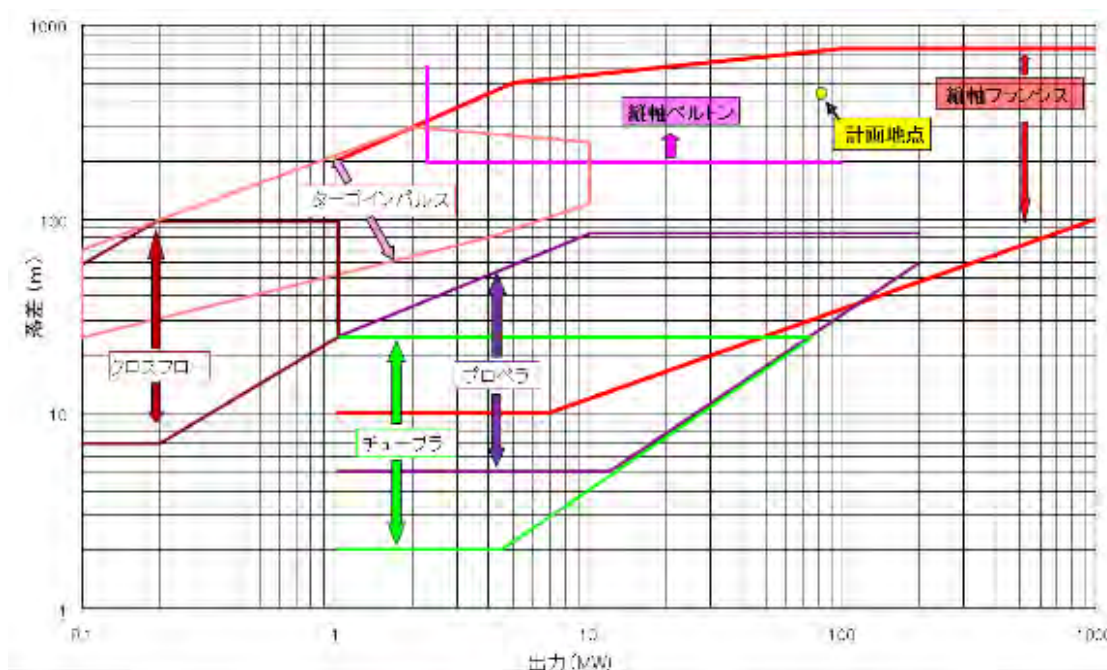 1000
100
10
1
落差(m)
縦軸ペルトン
縦軸フランシス
計画地点
ターゴインパルス
クロスフロー
プロペラ
チューブラ
0.1
1
10
100
1000
出力(MW)